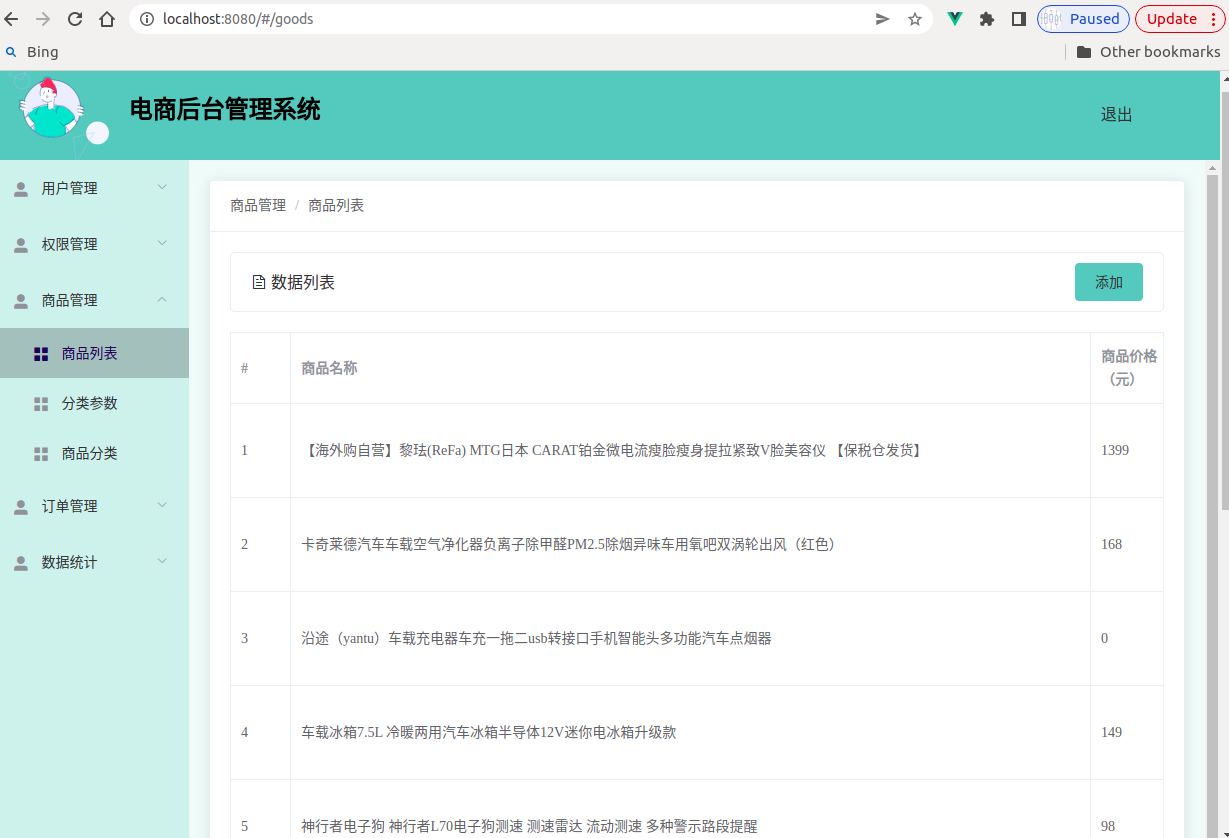 localhost:8080/#/goods
Paused
Update
Bing
Other bookmarks
电商后台管理系统
退出
用户管理
权限管理
商品管理
商品列表
分类参数
商品分类
订单管理
数据统计
商品管理 / 商品列表
数据列表
添加
# 商品名称 商品价格
（元）
1 【海外购自营】黎珐(ReFa) MTG日本 CARAT铂金微电流瘦脸瘦身提拉紧致V脸美容仪 【保税仓发货】 1399
2 卡奇莱德汽车车载空气净化器负离子除甲醛PM2.5除烟异味车用氧吧双涡轮出风（红色） 168
3 沿途（yantu）车载充电器车充一拖二usb转接口手机智能头多功能汽车点烟器 0
4 车载冰箱7.5L 冷暖两用汽车冰箱半导体12V迷你电冰箱升级款 149
5 神行者电子狗 神行者L70电子狗测速 测速雷达 流动测速 多种警示路段提醒 98